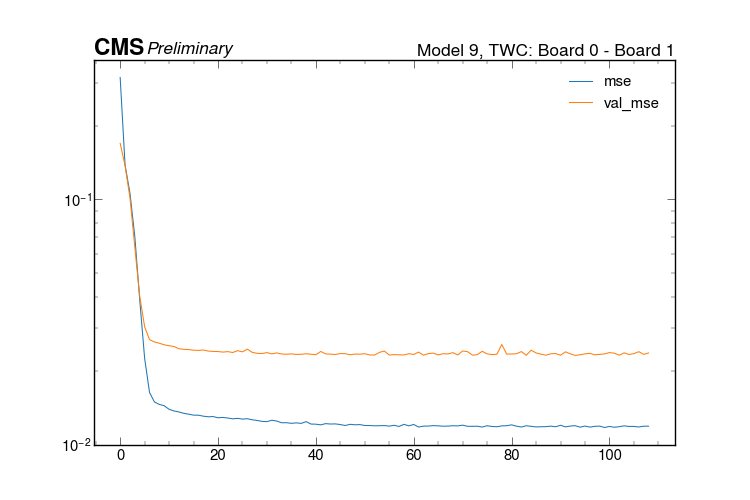 CMS Preliminary
Model 9, TWC: Board 0 - Board 1
mse
val_mse
10⁻¹
10⁻²
0 20 40 60 80 100